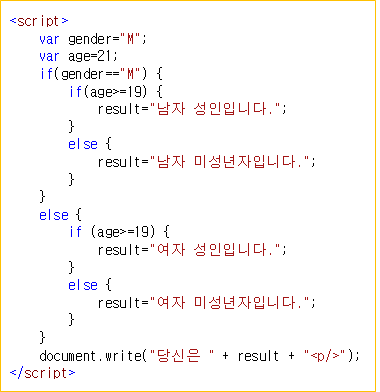 <script>
var gender="M";
var age=21;
if(gender=="M") {
if(age>=19) {
result="남자 성인입니다.";
}
else {
result="남자 미성년자입니다.";
}
}
else {
if (age>=19) {
result="여자 성인입니다.";
}
else {
result="여자 미성년자입니다.";
}
}
document.write("당신은 " + result + "<p/>");
</script>